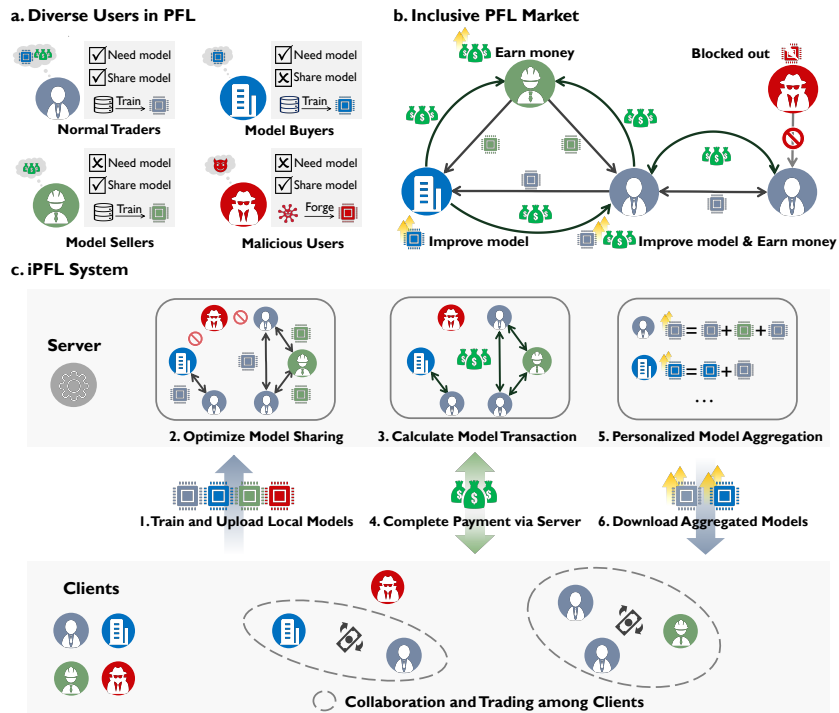 a. Diverse Users in PFL
Need model
Share model
Train
Normal Traders
Need model
Share model
Train
Model Buyers
Need model
Share model
Train
Model Sellers
Need model
Share model
Forge
Malicious Users
b. Inclusive PFL Market
Earn money
Blocked out
Improve model
Improve model & Earn money
c. iPFL System
Server
2. Optimize Model Sharing
3. Calculate Model Transaction
...
5. Personalized Model Aggregation
1. Train and Upload Local Models
4. Complete Payment via Server
6. Download Aggregated Models
Clients
Collaboration and Trading among Clients